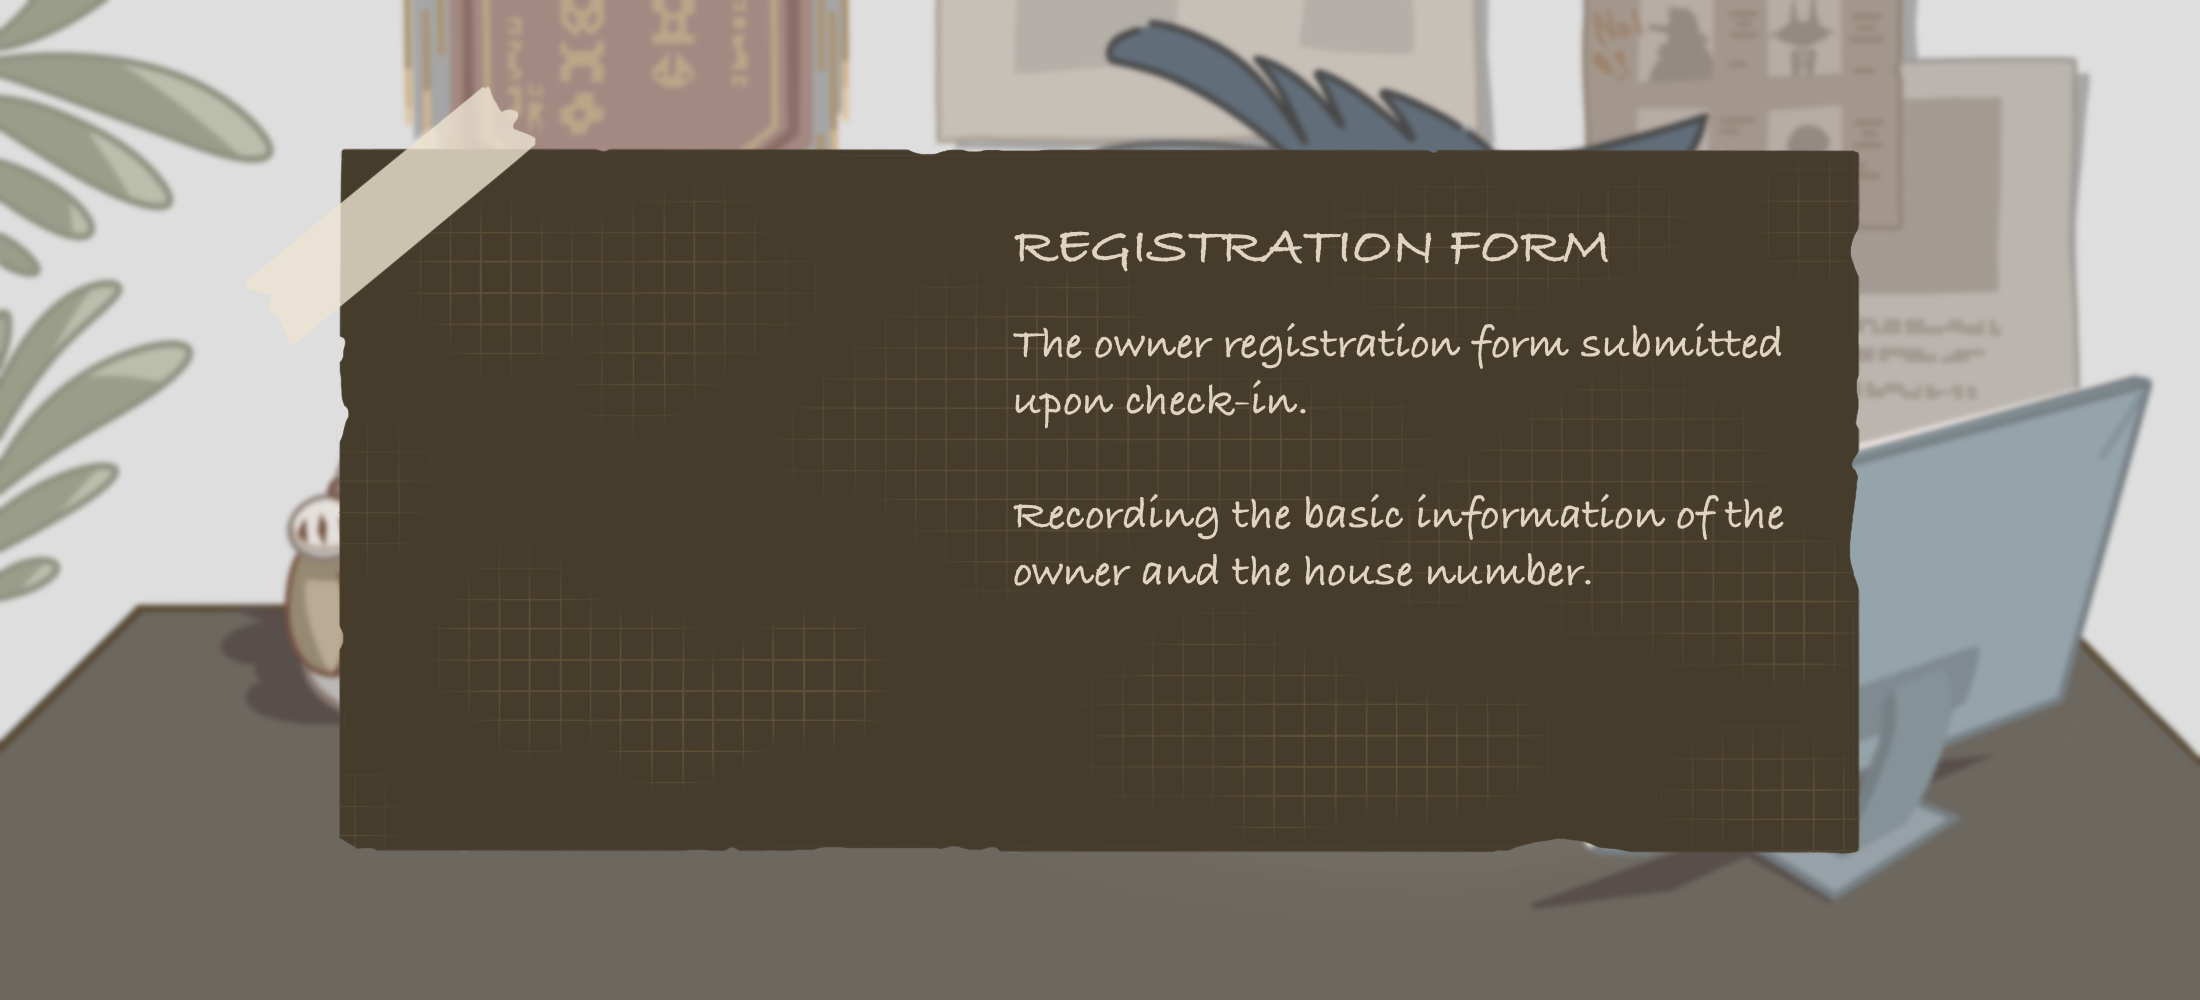 REGISTRATION FORM
The owner registration form submitted
upon check-in.
Recording the basic information of the
owner and the house number.